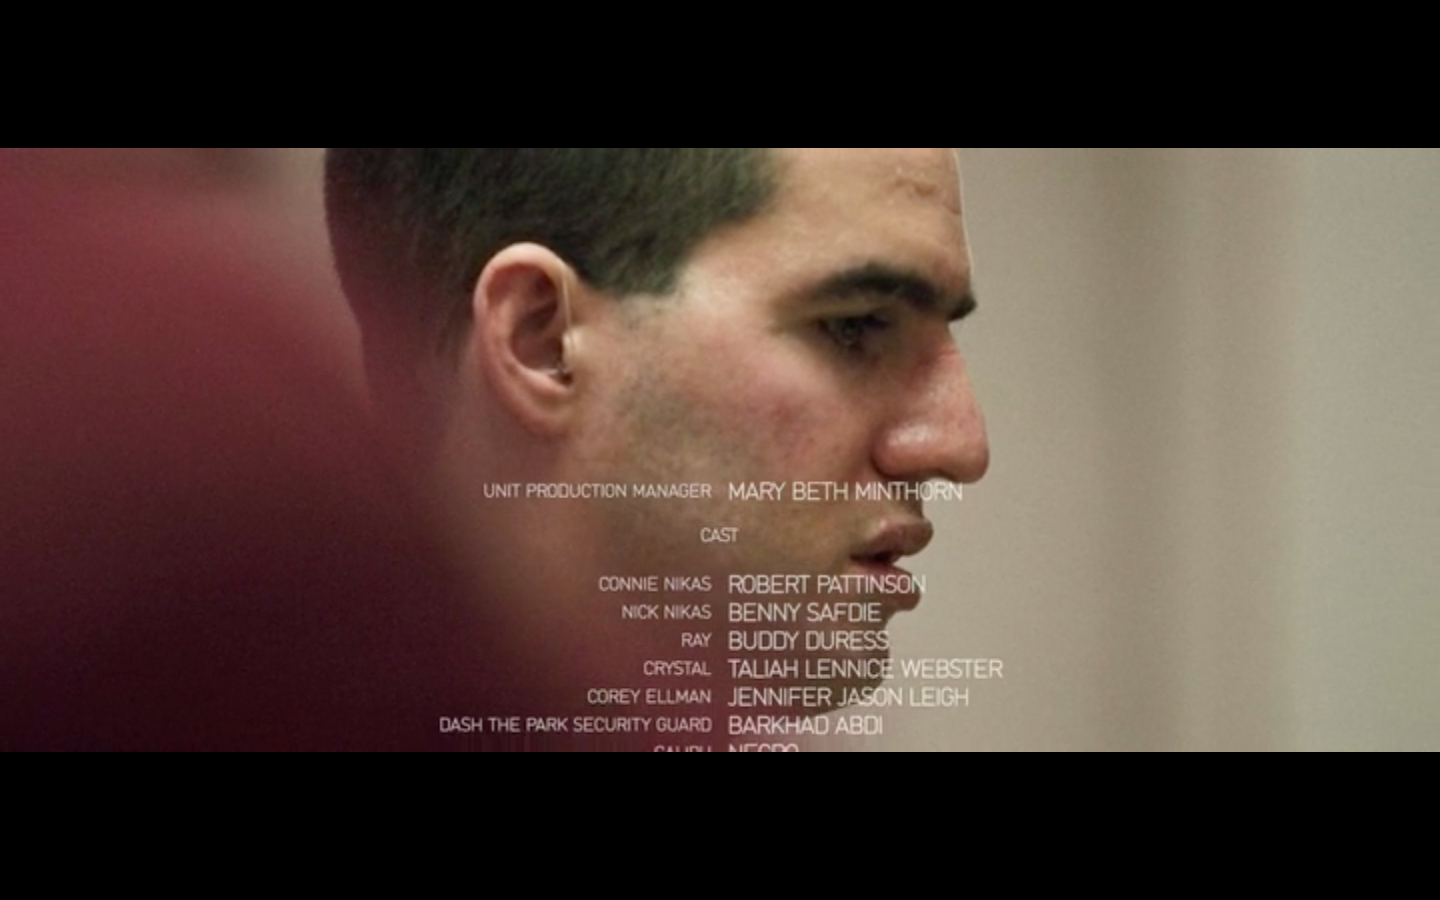 UNIT PRODUCTION MANAGER MARY BETH MINTHORN
CAST
CONNIE NIKAS ROBERT PATTINSON
NICK NIKAS BENNY SAFDIE
RAY BUDDY DURESS
CRYSTAL TALIAH LENNICE WEBSTER
COREY ELLMAN JENNIFER JASON LEIGH
DASH THE PARK SECURITY GUARD BARKHAD ABDI